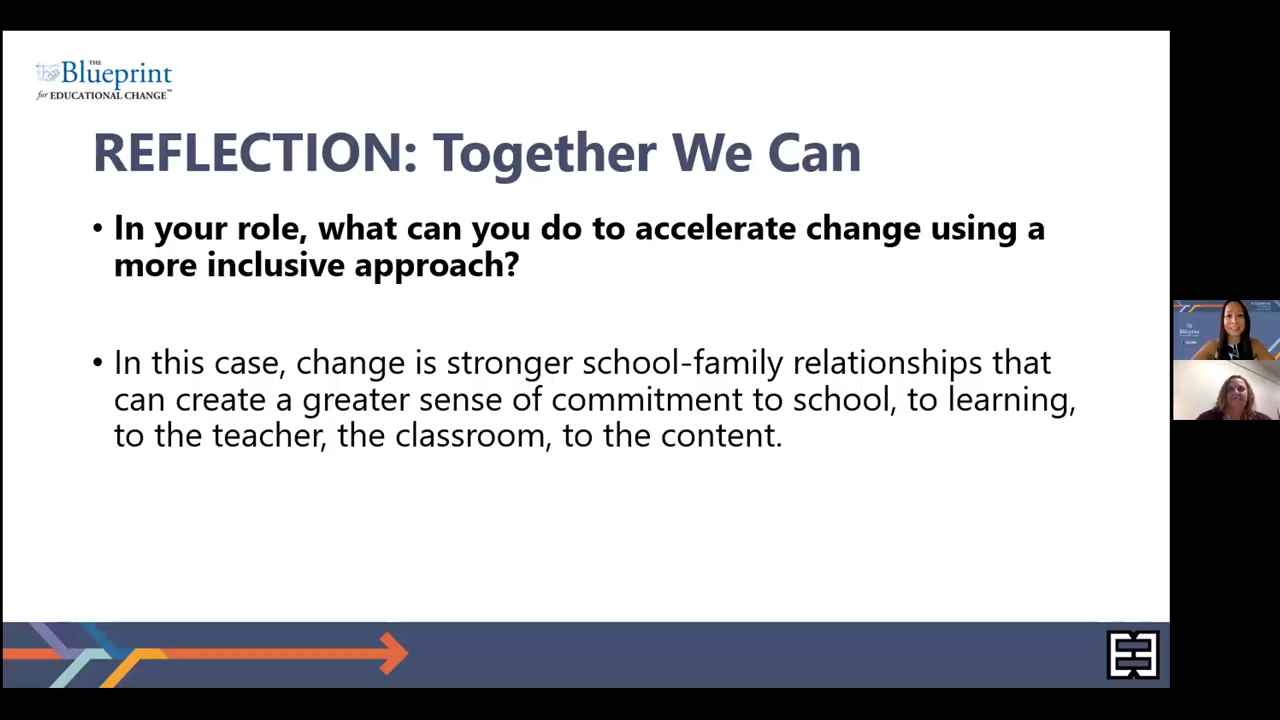 THE
Blueprint
for EDUCATIONAL CHANGE™
REFLECTION: Together We Can
• In your role, what can you do to accelerate change using a
more inclusive approach?
• In this case, change is stronger school-family relationships that
can create a greater sense of commitment to school, to learning,
to the teacher, the classroom, to the content.